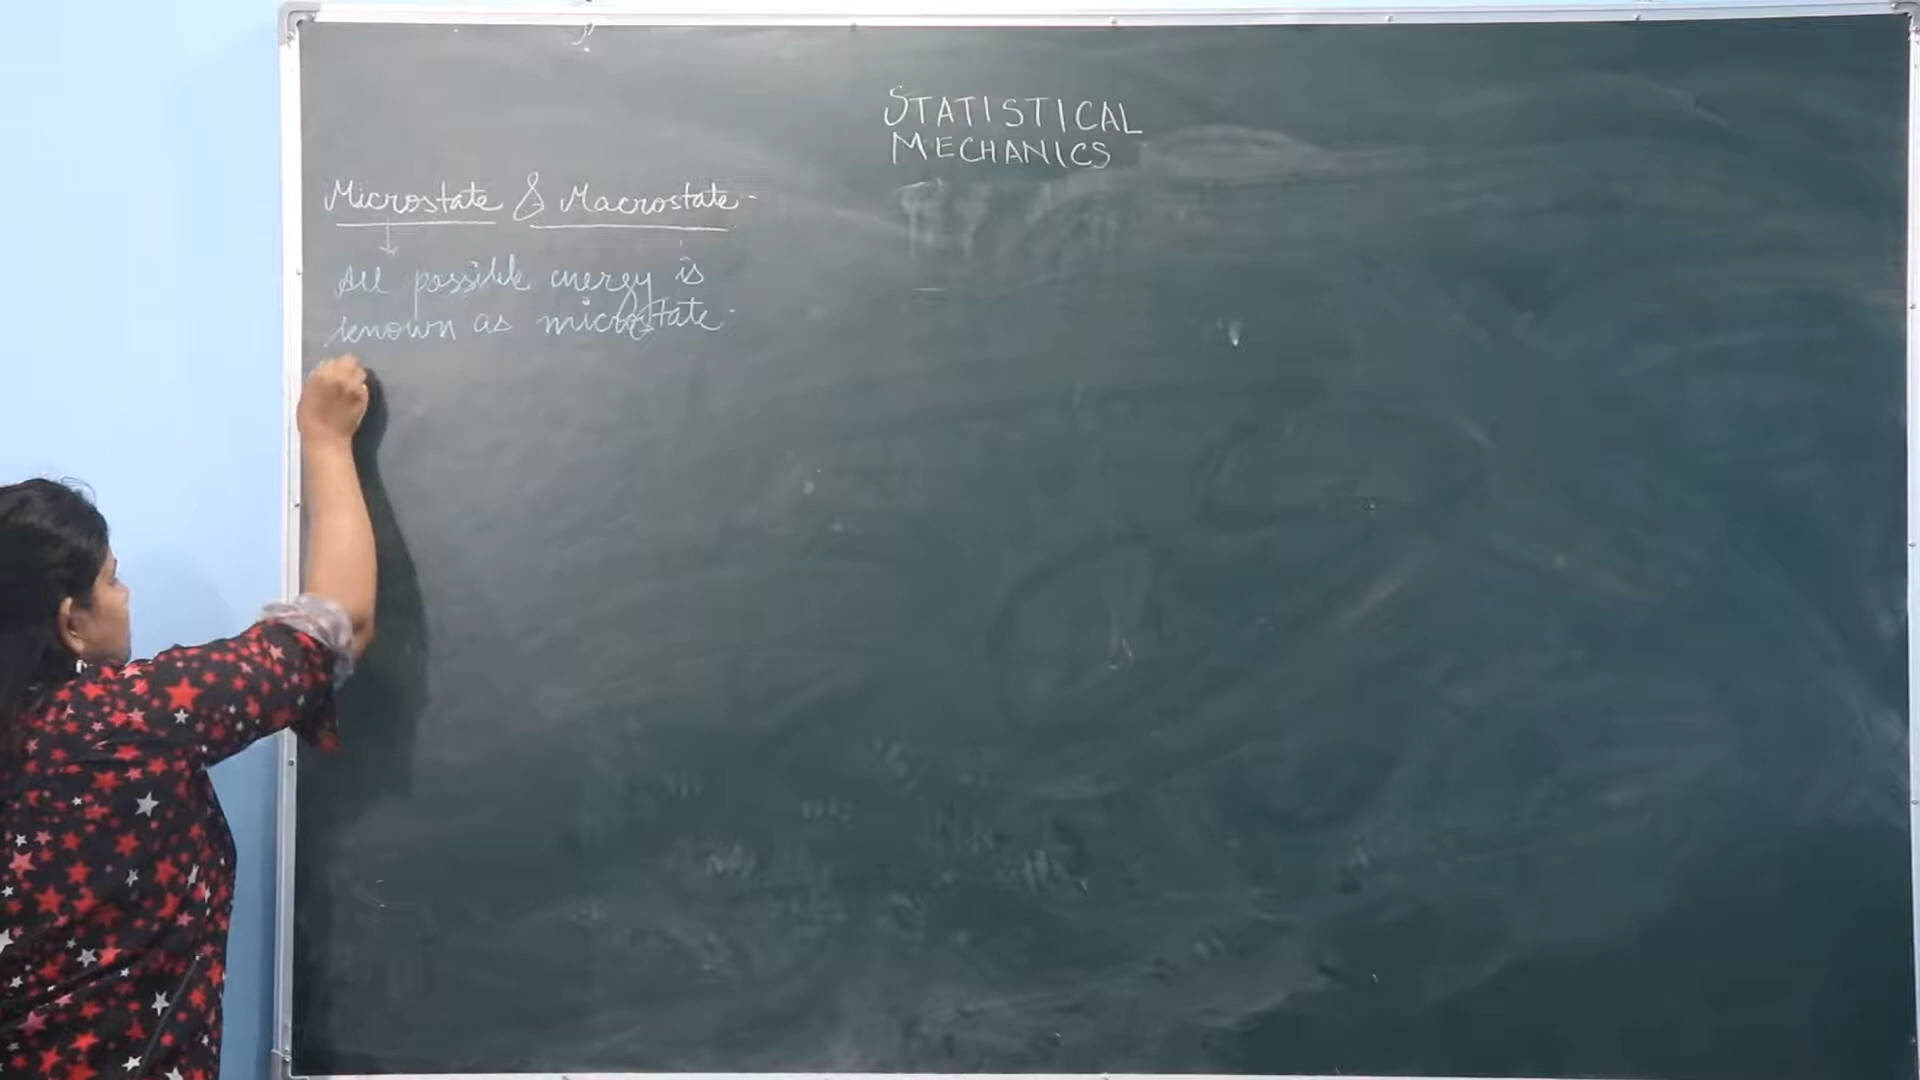 STATISTICAL
MECHANICS
Microstate & Macrostate -
All possible energy is
known as microstate.